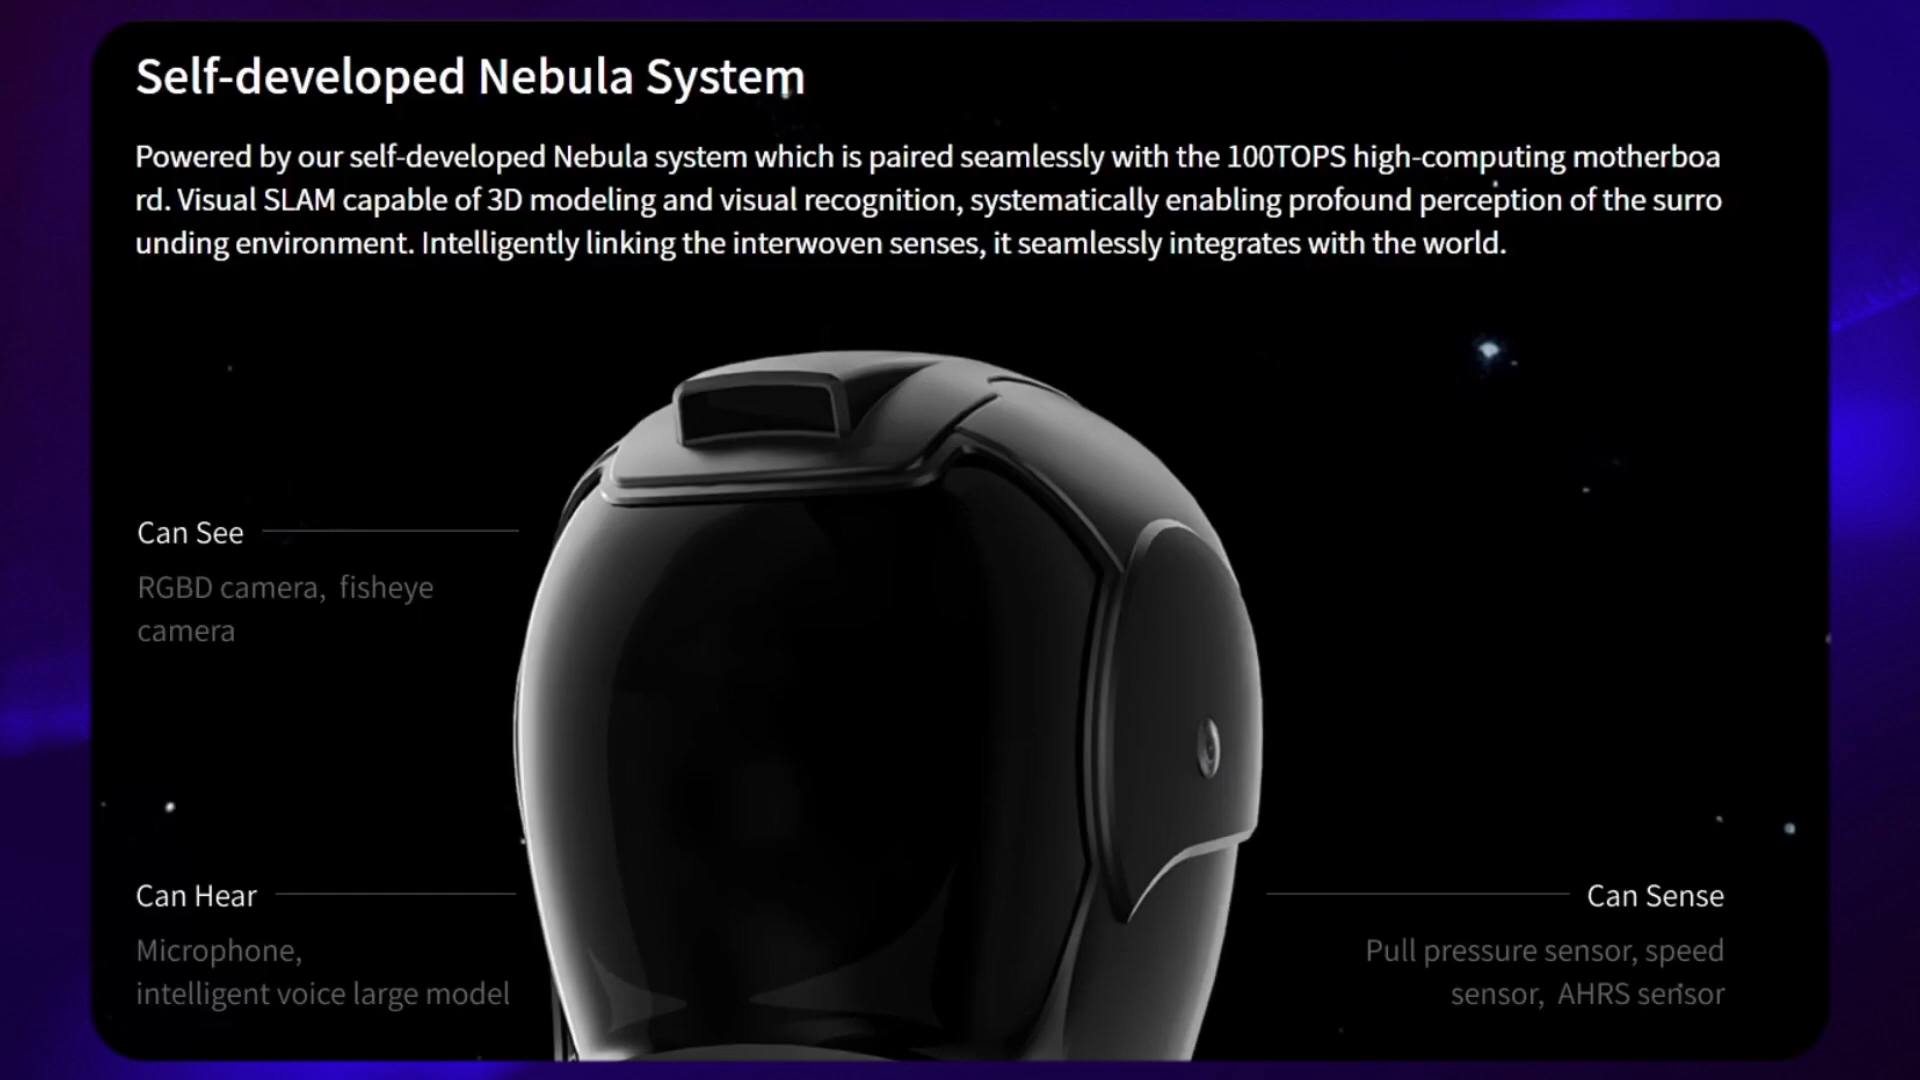 Self-developed Nebula System
Powered by our self-developed Nebula system which is paired seamlessly with the 100TOPS high-computing motherboa
rd. Visual SLAM capable of 3D modeling and visual recognition, systematically enabling profound perception of the surro
unding environment. Intelligently linking the interwoven senses, it seamlessly integrates with the world.
Can See
RGBD camera, fisheye
camera
Can Hear
Microphone,
intelligent voice large model
Can Sense
Pull pressure sensor, speed
sensor, AHRS sensor